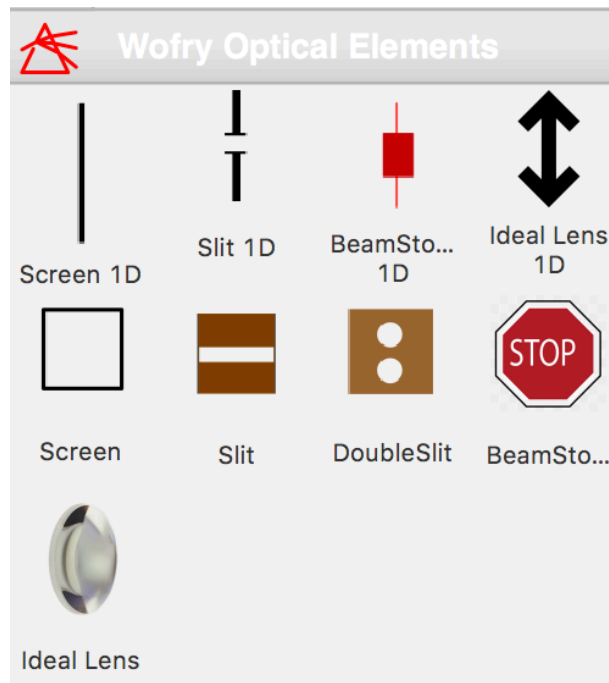 Wofry Optical Elements
Screen 1D
Slit 1D
BeamSto...
1D
Ideal Lens
1D
STOP
Screen
Slit
DoubleSlit
BeamSto...
Ideal Lens